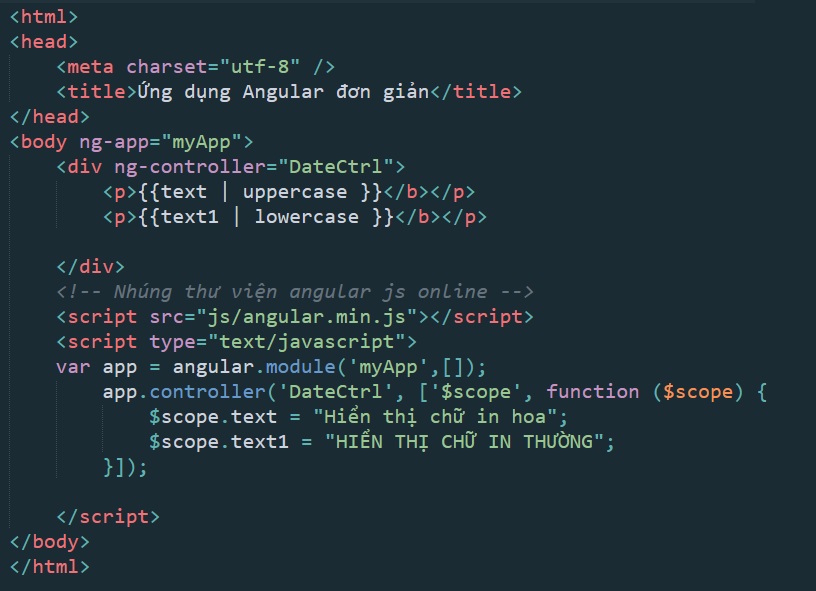 <html>
<head>
    <meta charset="utf-8" />
    <title>Ứng dụng Angular đơn giản</title>
</head>
<body ng-app="myApp">
    <div ng-controller="DateCtrl">
        <p>{{text | uppercase }}</b></p>
        <p>{{text1 | lowercase }}</b></p>

    </div>
    <!-- Nhúng thư viện angular js online -->
    <script src="js/angular.min.js"></script>
    <script type="text/javascript">
    var app = angular.module('myApp',[]);
        app.controller('DateCtrl', ['$scope', function ($scope) {
            $scope.text = "Hiển thị chữ in hoa";
            $scope.text1 = "HIỂN THỊ CHỮ IN THƯỜNG";
        }]);

    </script>
</body>
</html>